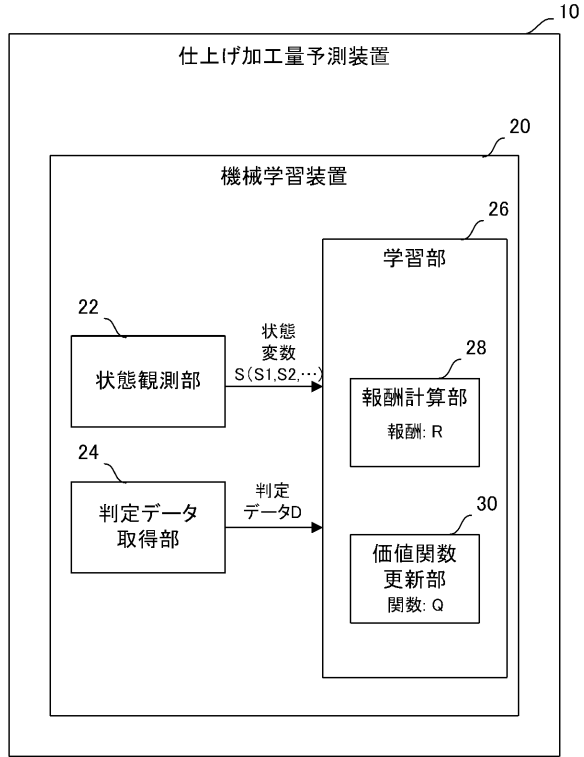 10
仕上げ加工量予測装置
20
機械学習装置
26
学習部
22
状態観測部
状態
変数
S(S1,S2,…)
28
報酬計算部
報酬: R
24
判定データ
取得部
判定
データD
30
価値関数
更新部
関数: Q